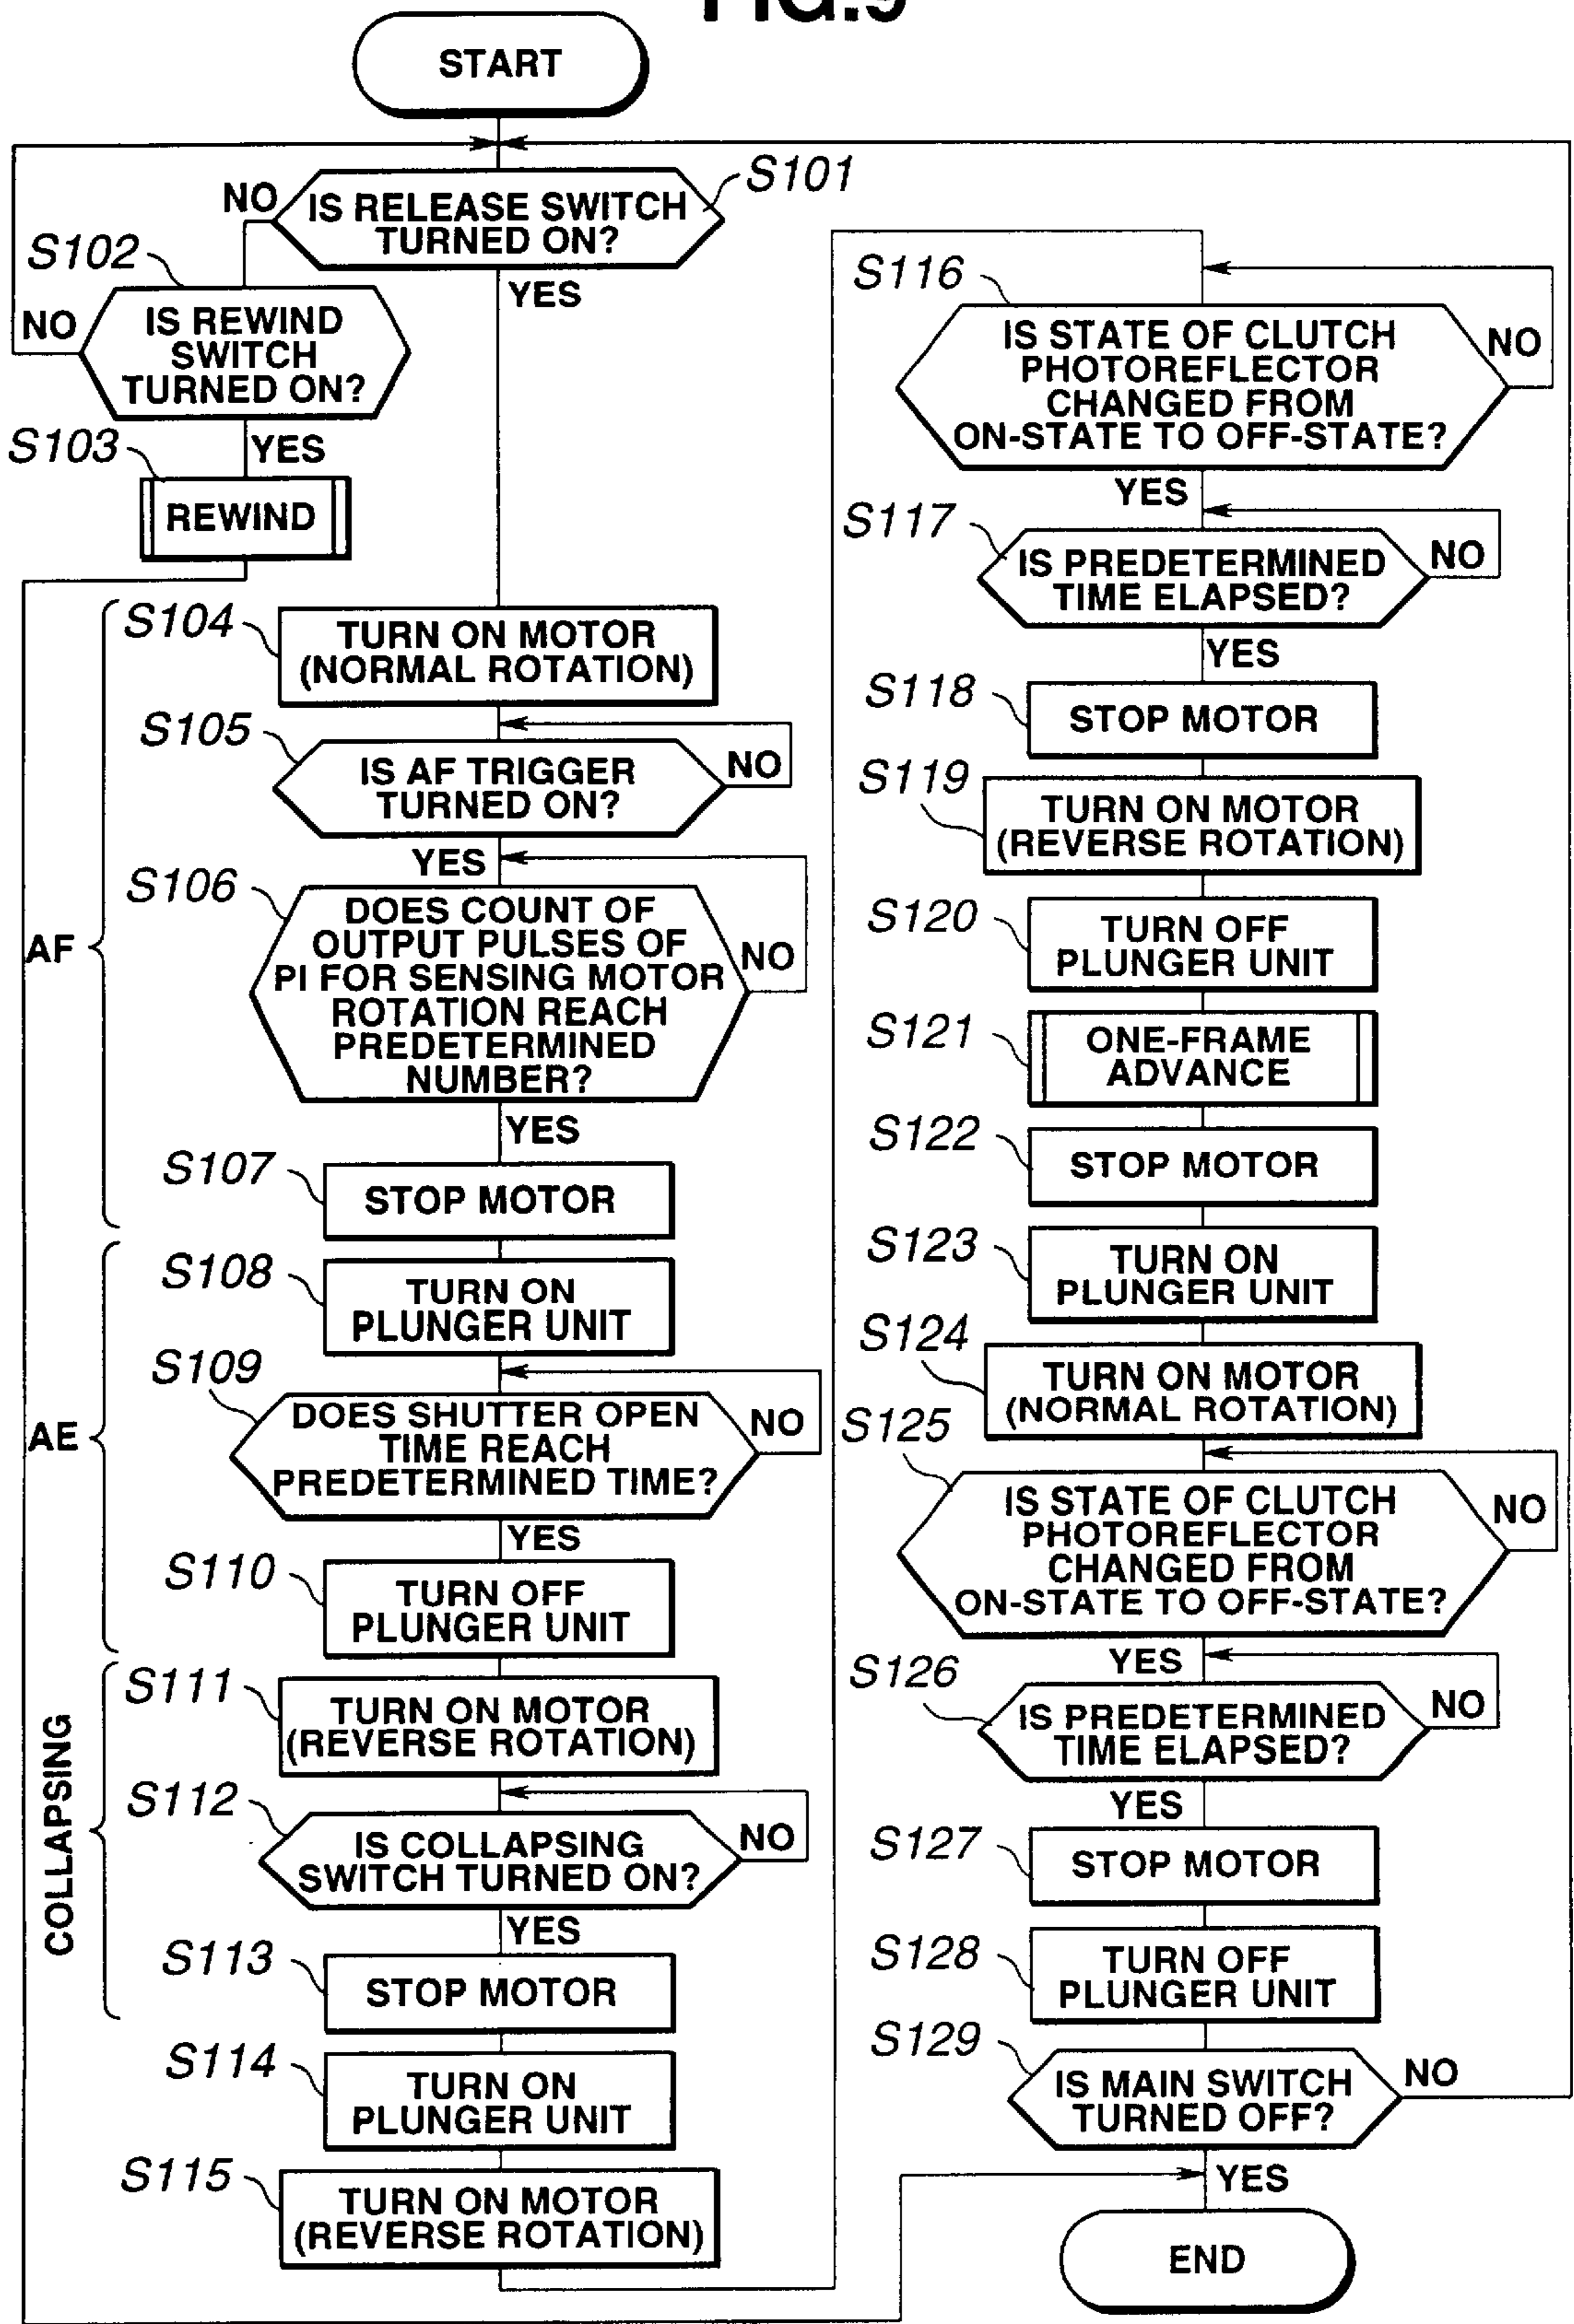 FIG.9
START
S101
NO
IS RELEASE SWITCH
TURNED ON?
YES
S102
NO
IS REWIND
SWITCH
TURNED ON?
YES
S103
REWIND
AF
S104
TURN ON MOTOR
(NORMAL ROTATION)
S105
IS AF TRIGGER
TURNED ON?
NO
YES
S106
DOES COUNT OF
OUTPUT PULSES OF
PI FOR SENSING MOTOR
ROTATION REACH
PREDETERMINED
NUMBER?
NO
YES
S107
STOP MOTOR
AE
S108
TURN ON
PLUNGER UNIT
S109
DOES SHUTTER OPEN
TIME REACH
PREDETERMINED TIME?
NO
YES
S110
TURN OFF
PLUNGER UNIT
COLLAPSING
S111
TURN ON MOTOR
(REVERSE ROTATION)
S112
IS COLLAPSING
SWITCH TURNED ON?
NO
YES
S113
STOP MOTOR
S114
TURN ON
PLUNGER UNIT
S115
TURN ON MOTOR
(REVERSE ROTATION)
S116
IS STATE OF CLUTCH
PHOTOREFLECTOR
CHANGED FROM
ON-STATE TO OFF-STATE?
NO
YES
S117
IS PREDETERMINED
TIME ELAPSED?
NO
YES
S118
STOP MOTOR
S119
TURN ON MOTOR
(REVERSE ROTATION)
S120
TURN OFF
PLUNGER UNIT
S121
ONE-FRAME
ADVANCE
S122
STOP MOTOR
S123
TURN ON
PLUNGER UNIT
S124
TURN ON MOTOR
(NORMAL ROTATION)
S125
IS STATE OF CLUTCH
PHOTOREFLECTOR
CHANGED FROM
ON-STATE TO OFF-STATE?
NO
YES
S126
IS PREDETERMINED
TIME ELAPSED?
NO
YES
S127
STOP MOTOR
S128
TURN OFF
PLUNGER UNIT
S129
IS MAIN SWITCH
TURNED OFF?
NO
YES
END